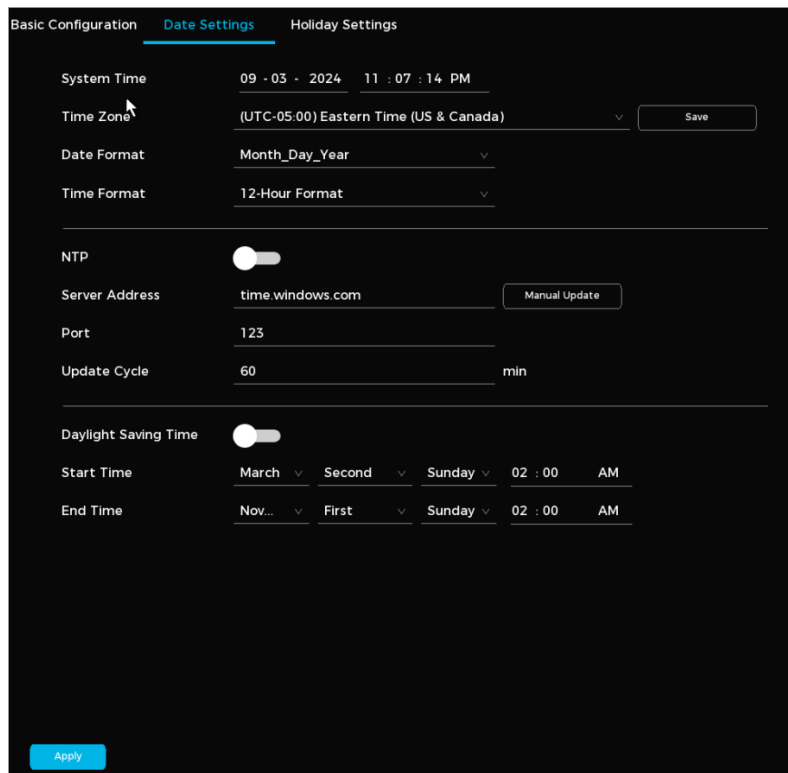 Basic Configuration Date Settings Holiday Settings
System Time 09 - 03 - 2024 11 : 07 : 14 PM
Time Zone (UTC-05:00) Eastern Time (US & Canada) Save
Date Format Month_Day_Year
Time Format 12-Hour Format
NTP
Server Address time.windows.com Manual Update
Port 123
Update Cycle 60 min
Daylight Saving Time
Start Time March Second Sunday 02 : 00 AM
End Time Nov... First Sunday 02 : 00 AM
Apply